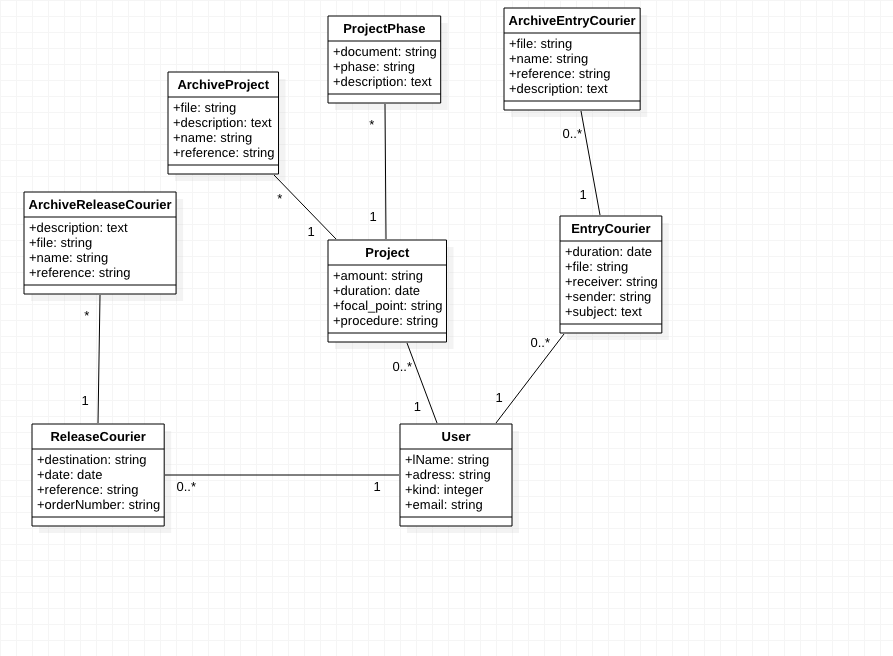 ArchiveEntryCourier
+file: string
+name: string
+reference: string
+description: text
ProjectPhase
+document: string
+phase: string
+description: text
ArchiveProject
+file: string
+description: text
+name: string
+reference: string
*
0..*
ArchiveReleaseCourier
+description: text
+file: string
+name: string
+reference: string
*
1
1
1
EntryCourier
+duration: date
+file: string
+receiver: string
+sender: string
+subject: text
Project
+amount: string
+duration: date
+focal_point: string
+procedure: string
*
0..*
0..*
1
1
1
ReleaseCourier
+destination: string
+date: date
+reference: string
+orderNumber: string
User
+lName: string
+adress: string
+kind: integer
+email: string
0..*
1